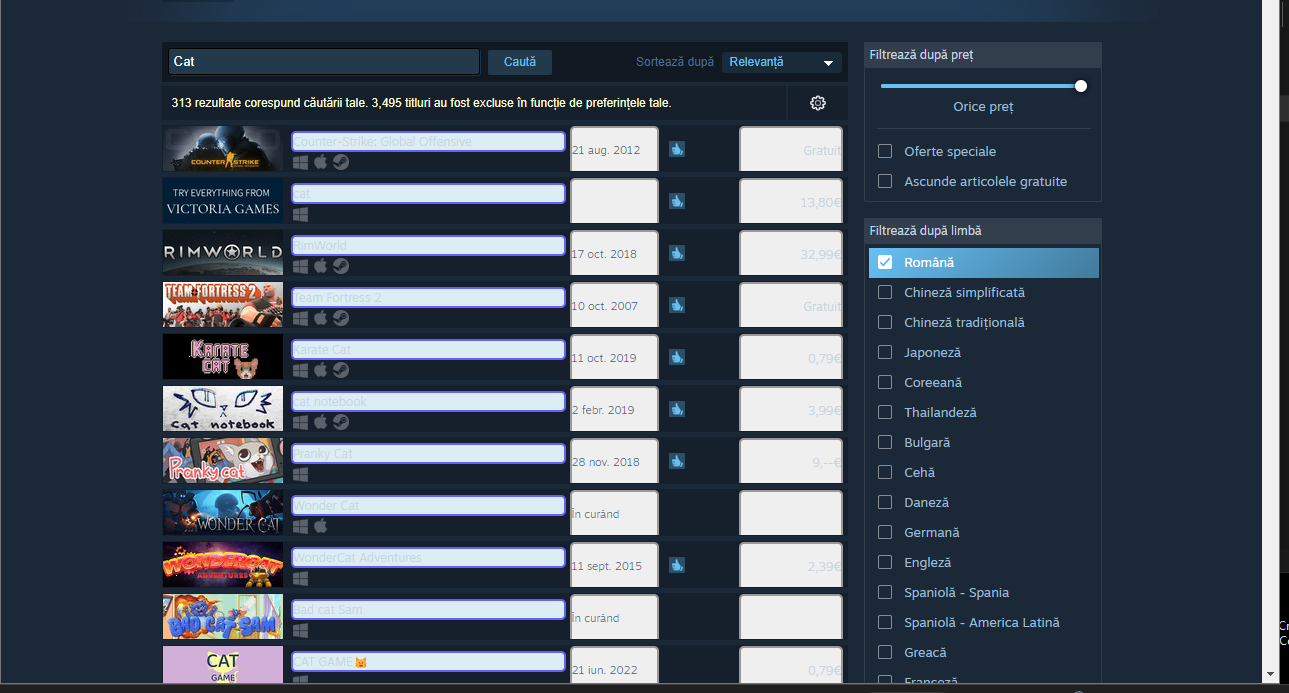 Cat
Caută
Sortează după
Relevanță
313 rezultate corespund căutării tale. 3,495 titluri au fost excluse în funcție de preferințele tale.
COUNTER STRIKE
Counter-Strike: Global Offensive
21 aug. 2012
Gratuit
TRY EVERYTHING FROM
VICTORIA GAMES
cat
13,80€
RIMWORLD
RimWorld
17 oct. 2018
32,99€
TEAM FORTRESS 2
Team Fortress 2
10 oct. 2007
Gratuit
KARATE
CAT
Karate Cat
11 oct. 2019
0,79€
cat notebook
cat notebook
2 febr. 2019
3,99€
Pranky cat
Pranky Cat
28 nov. 2018
9,--€
WONDER CAT
Wonder Cat
În curând
WONDERCAT
ADVENTURES
WonderCat Adventures
11 sept. 2015
2,39€
BAD CAT SAM
Bad cat Sam
În curând
CAT
GAME
CAT GAME🐱
21 iun. 2022
0,79€
Filtrează după preț
Orice preț
Oferte speciale
Ascunde articolele gratuite
Filtrează după limbă
Română
Chineză simplificată
Chineză tradițională
Japoneză
Coreeană
Thailandeză
Bulgară
Cehă
Daneză
Germană
Engleză
Spaniolă - Spania
Spaniolă - America Latină
Greacă
Franceză